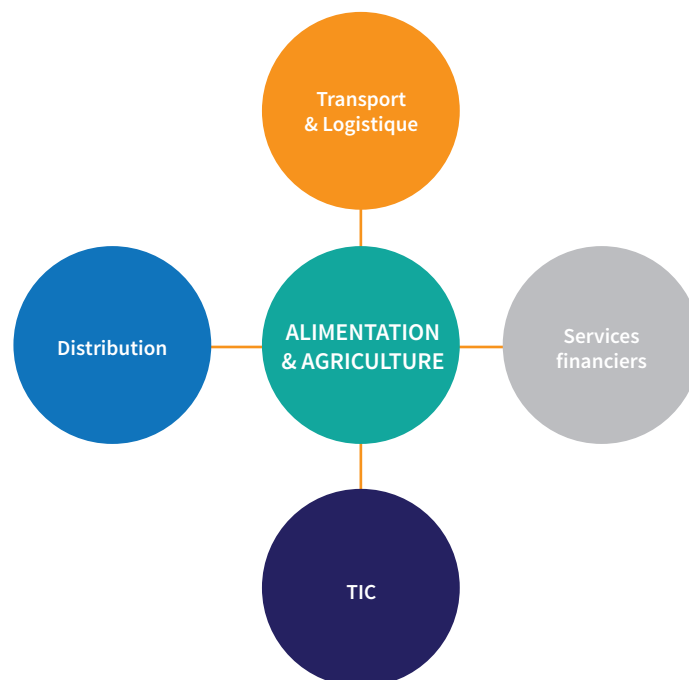 Transport
& Logistique
Distribution
ALIMENTATION
& AGRICULTURE
Services
financiers
TIC